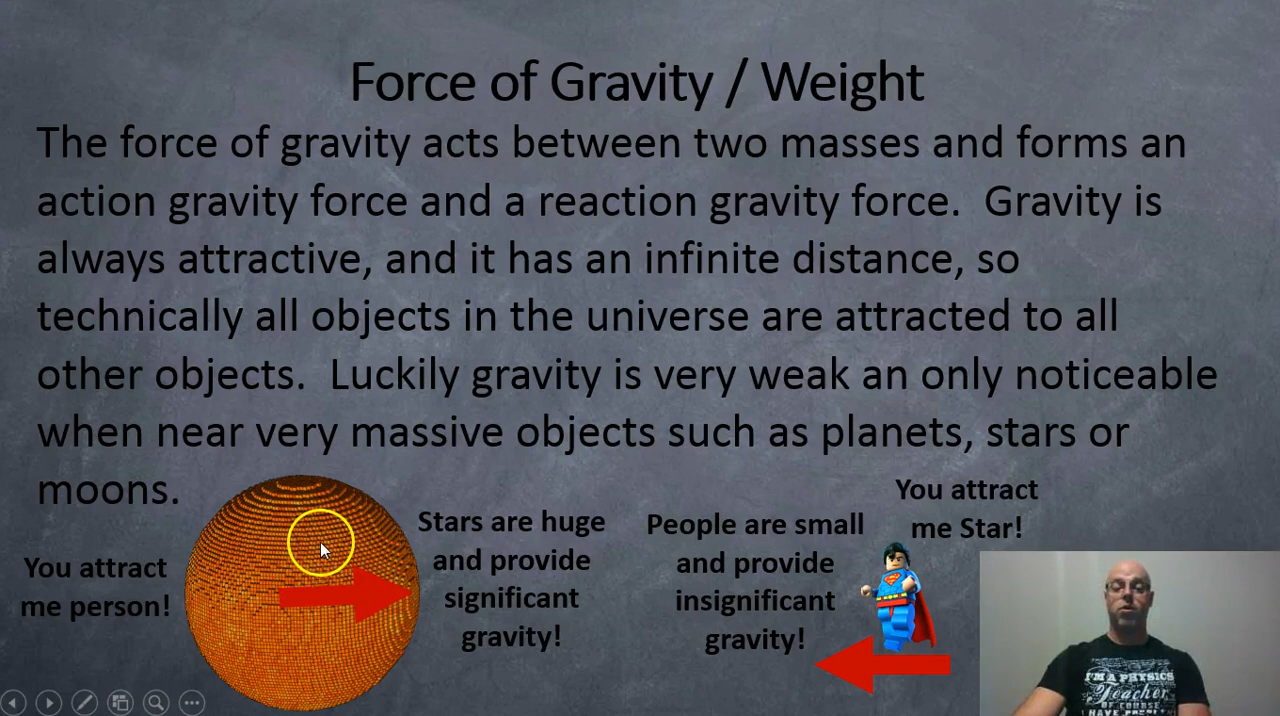 Force of Gravity / Weight
The force of gravity acts between two masses and forms an
action gravity force and a reaction gravity force.  Gravity is
always attractive, and it has an infinite distance, so
technically all objects in the universe are attracted to all
other objects.  Luckily gravity is very weak an only noticeable
when near very massive objects such as planets, stars or
moons.
You attract
me person!
Stars are huge
and provide
significant
gravity!
People are small
and provide
insignificant
gravity!
You attract
me Star!
I'M A PHYSICS
Teacher
OF COURSE
I HAVE